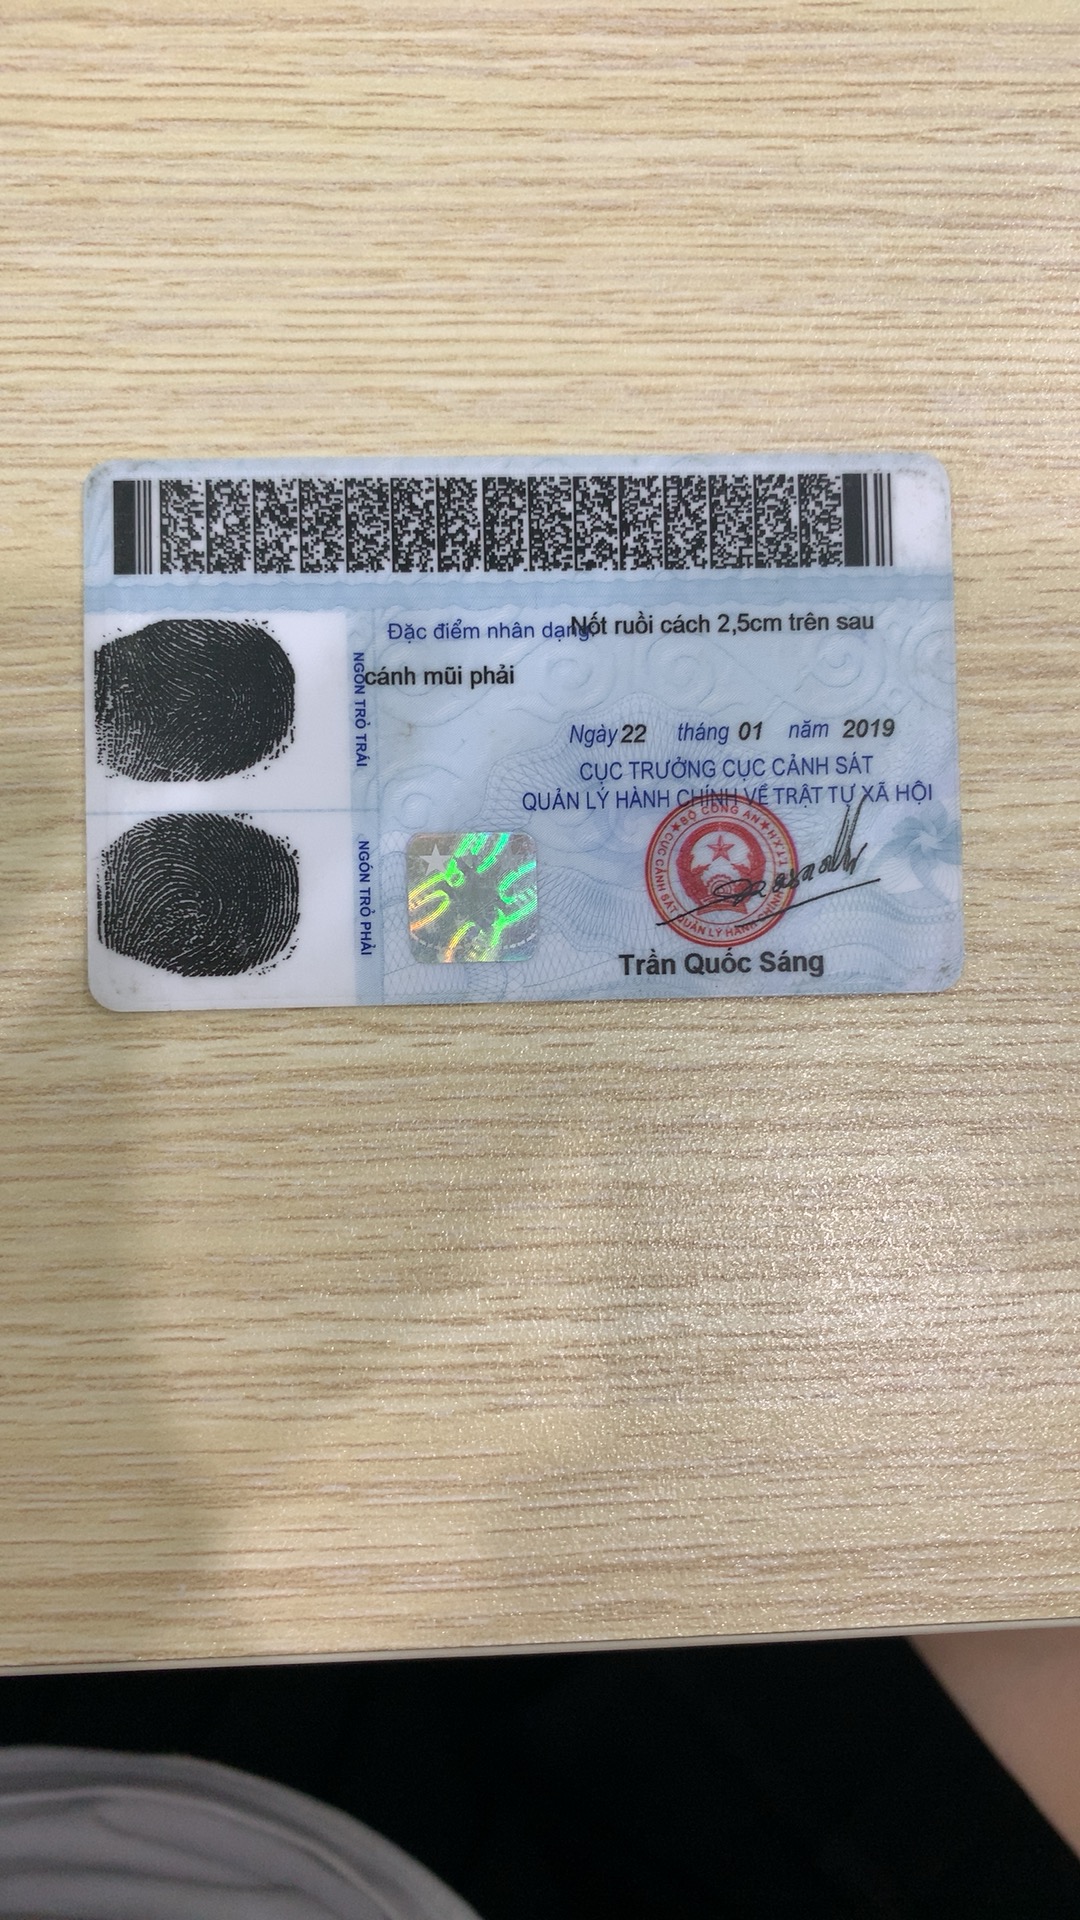 Đặc điểm nhân dạng: Nốt ruồi cách 2,5cm trên sau
cánh mũi phải
NGÓN TRỎ TRÁI
NGÓN TRỎ PHẢI
Ngày 22 tháng 01 năm 2019
CỤC TRƯỞNG CỤC CẢNH SÁT
QUẢN LÝ HÀNH CHÍNH VỀ TRẬT TỰ XÃ HỘI
BỘ CÔNG AN
CỤC CẢNH SÁT QUẢN LÝ HÀNH CHÍNH
Trần Quốc Sáng